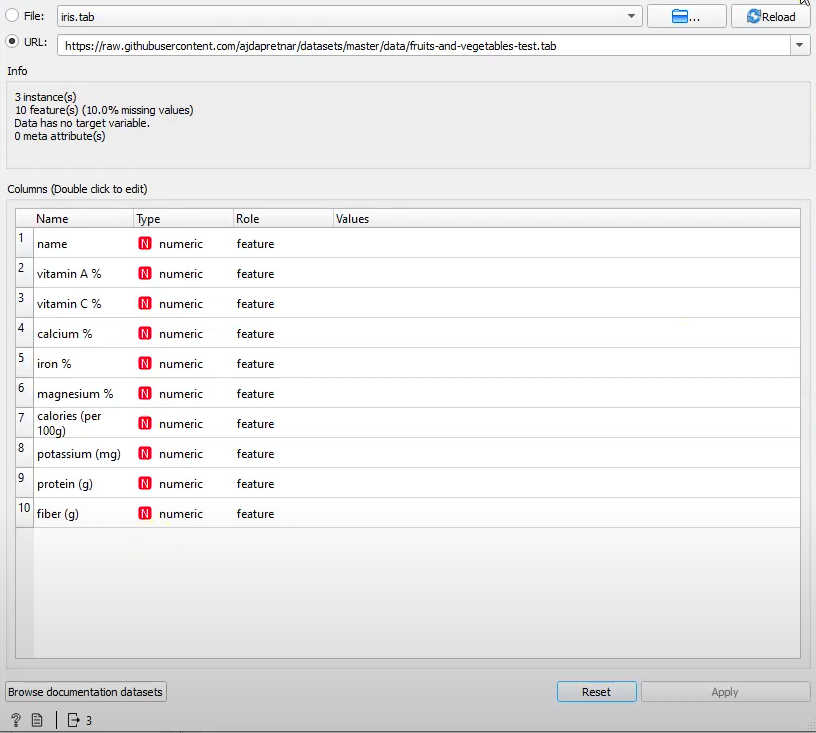 File: iris.tab ... Reload
URL: https://raw.githubusercontent.com/ajdapretnar/datasets/master/data/fruits-and-vegetables-test.tab
Info
3 instance(s)
10 feature(s) (10.0% missing values)
Data has no target variable.
0 meta attribute(s)
Columns (Double click to edit)
Name Type Role Values
1 name N numeric feature
2 vitamin A % N numeric feature
3 vitamin C % N numeric feature
4 calcium % N numeric feature
5 iron % N numeric feature
6 magnesium % N numeric feature
7 calories (per
100g) N numeric feature
8 potassium (mg) N numeric feature
9 protein (g) N numeric feature
10 fiber (g) N numeric feature
Browse documentation datasets Reset Apply
? 3